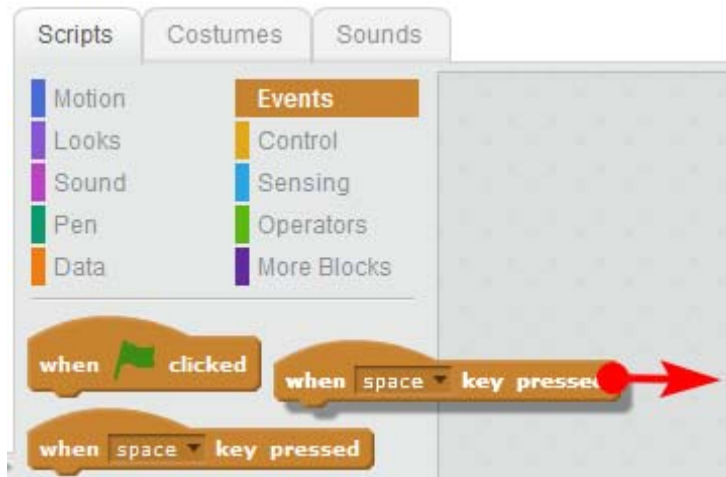 Scripts Costumes Sounds
Motion Events
Looks Control
Sound Sensing
Pen Operators
Data More Blocks
when clicked
when space key pressed
when space key pressed